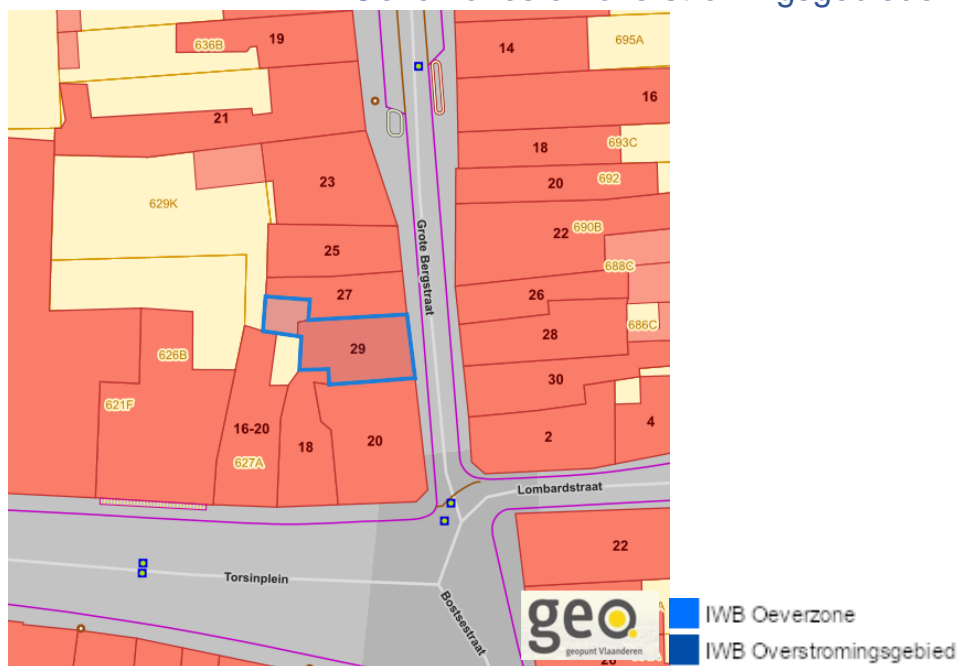 636B
19
14
695A
16
21
18
693C
20
692
23
629K
22
690B
Grote Bergstraat
25
688C
27
26
686C
28
29
626B
30
621F
16-20
627A
18
20
2
4
Lombardstraat
22
Torsinplein
Bostsestraat
geo
geopunt Vlaanderen
IWB Oeverzone
IWB Overstromingsgebied